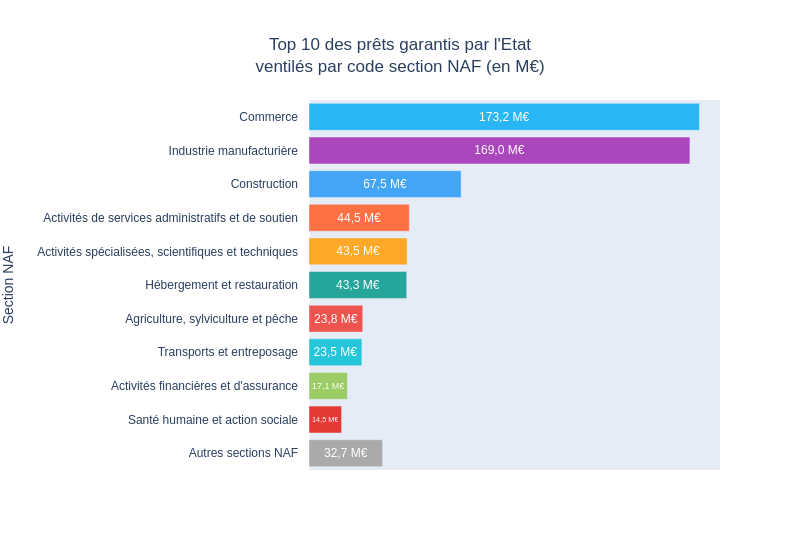 Top 10 des prêts garantis par l'Etat
ventilés par code section NAF (en M€)
Section NAF
Commerce 173,2 M€
Industrie manufacturière 169,0 M€
Construction 67,5 M€
Activités de services administratifs et de soutien 44,5 M€
Activités spécialisées, scientifiques et techniques 43,5 M€
Hébergement et restauration 43,3 M€
Agriculture, sylviculture et pêche 23,8 M€
Transports et entreposage 23,5 M€
Activités financières et d'assurance 17,1 M€
Santé humaine et action sociale 14,5 M€
Autres sections NAF 32,7 M€